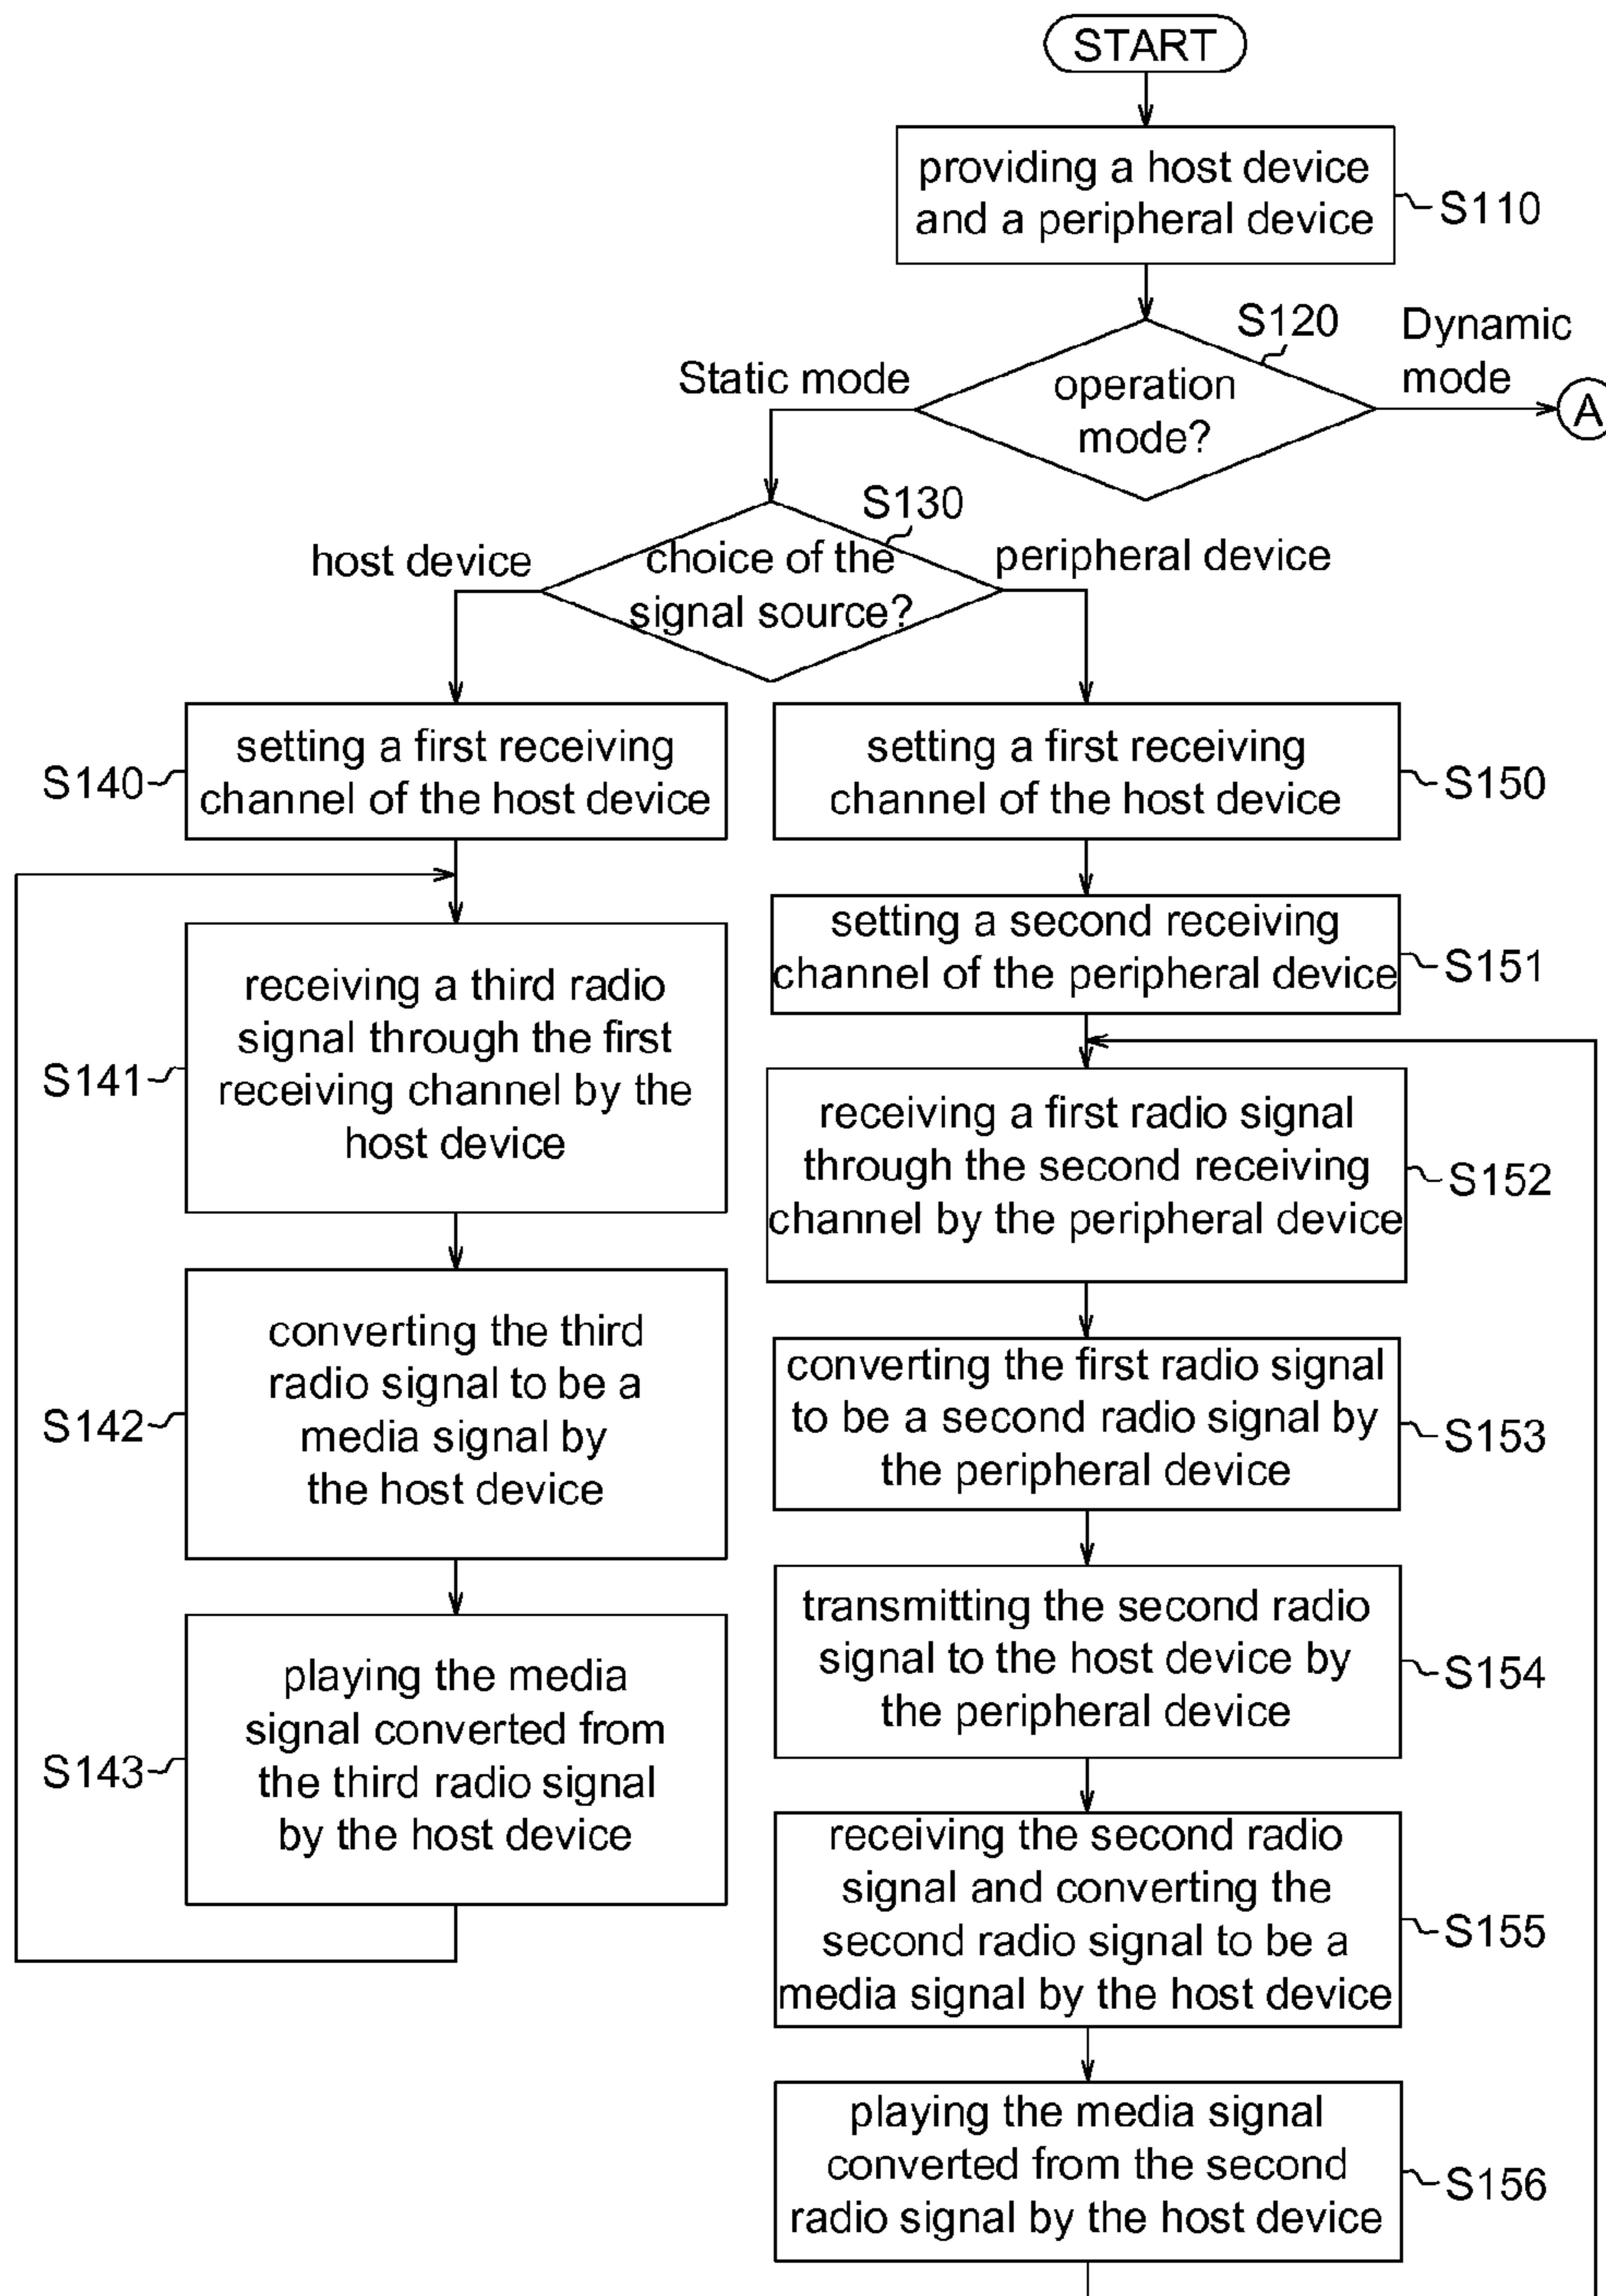 START
providing a host device
and a peripheral device
S110
S120
Dynamic
mode
Static mode
operation
mode?
A
S130
host device
choice of the
signal source?
peripheral device
S140
setting a first receiving
channel of the host device
setting a first receiving
channel of the host device
S150
setting a second receiving
channel of the peripheral device
S151
S141
receiving a third radio
signal through the first
receiving channel by the
host device
receiving a first radio signal
through the second receiving
channel by the peripheral device
S152
S142
converting the third
radio signal to be a
media signal by
the host device
converting the first radio signal
to be a second radio signal by
the peripheral device
S153
transmitting the second radio
signal to the host device by
the peripheral device
S154
S143
playing the media
signal converted from
the third radio signal
by the host device
receiving the second radio
signal and converting the
second radio signal to be a
media signal by the host device
S155
playing the media signal
converted from the second
radio signal by the host device
S156